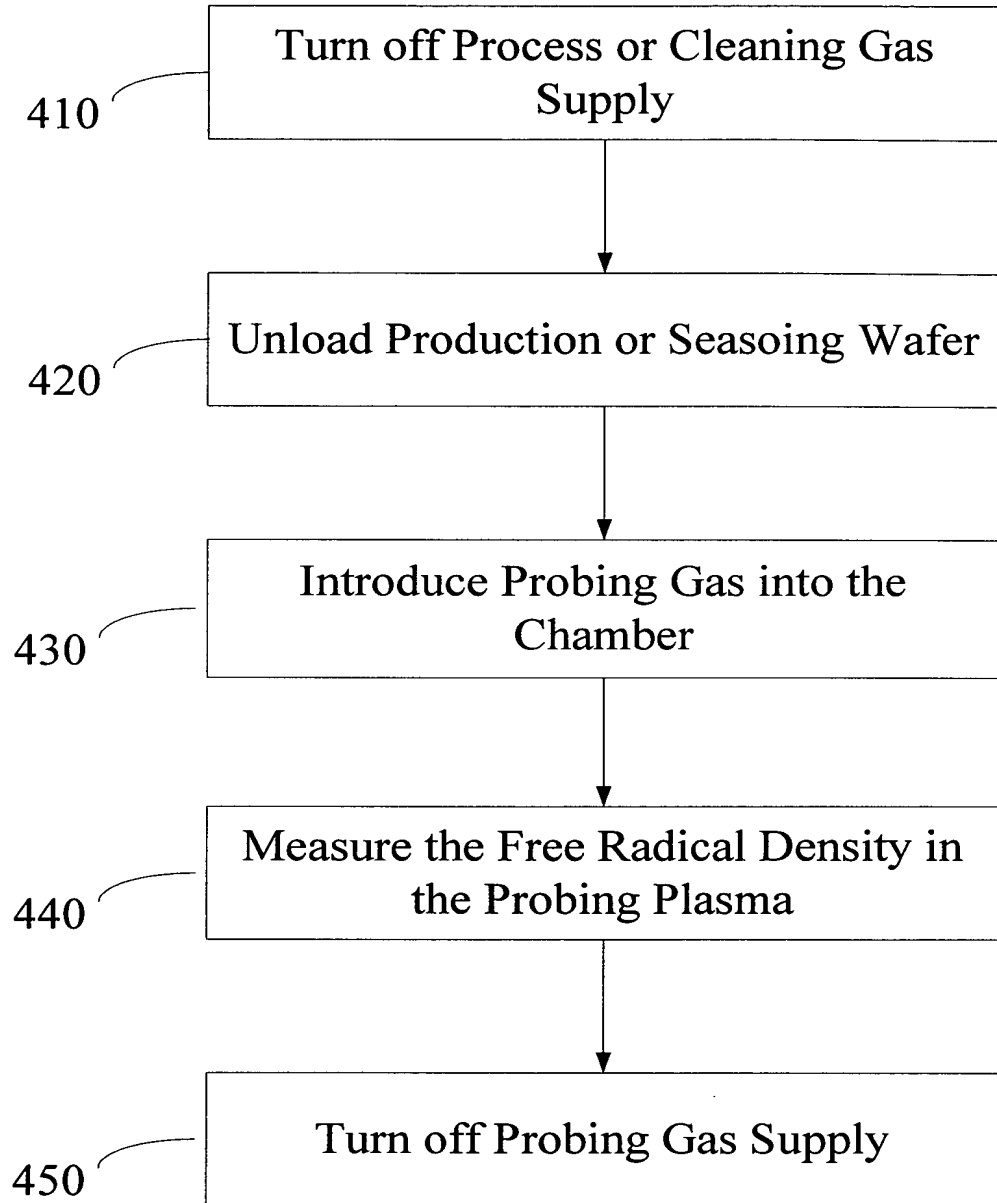 Turn off Process or Cleaning Gas
Supply
410
Unload Production or Seasoing Wafer
420
Introduce Probing Gas into the
Chamber
430
Measure the Free Radical Density in
the Probing Plasma
440
Turn off Probing Gas Supply
450